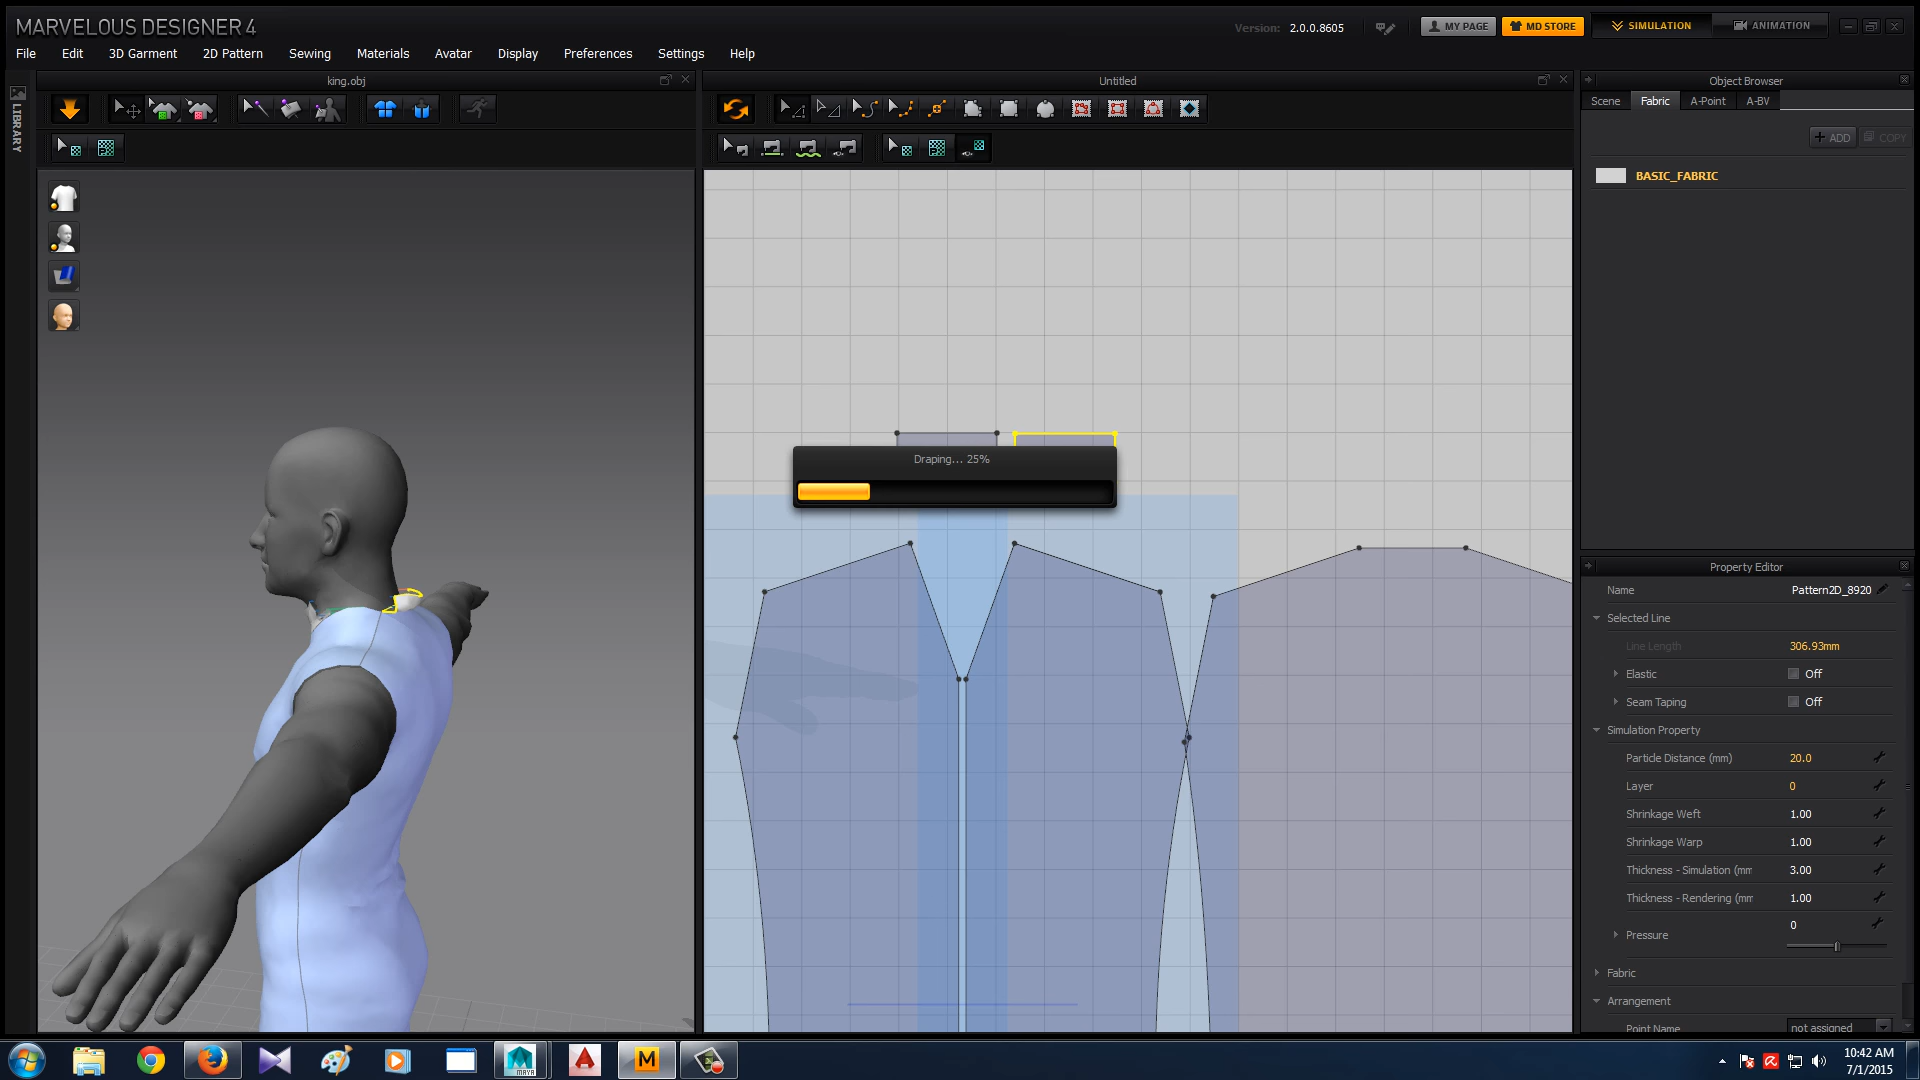 MARVELOUS DESIGNER 4
Version: 2.0.0.8605
MY PAGE
MD STORE
SIMULATION
ANIMATION
File Edit 3D Garment 2D Pattern Sewing Materials Avatar Display Preferences Settings Help
LIBRARY
king.obj
Untitled
Draping... 25%
Object Browser
Scene Fabric A-Point A-BV
+ ADD COPY
BASIC_FABRIC
Property Editor
Name Pattern2D_8920
Selected Line
Line Length 306.93mm
Elastic Off
Seam Taping Off
Simulation Property
Particle Distance (mm) 20.0
Layer 0
Shrinkage Weft 1.00
Shrinkage Warp 1.00
Thickness - Simulation (mm 3.00
Thickness - Rendering (mm 1.00
Pressure 0
Fabric
Arrangement
Point Name not assigned
MAYA
A
M
10:42 AM
7/1/2015